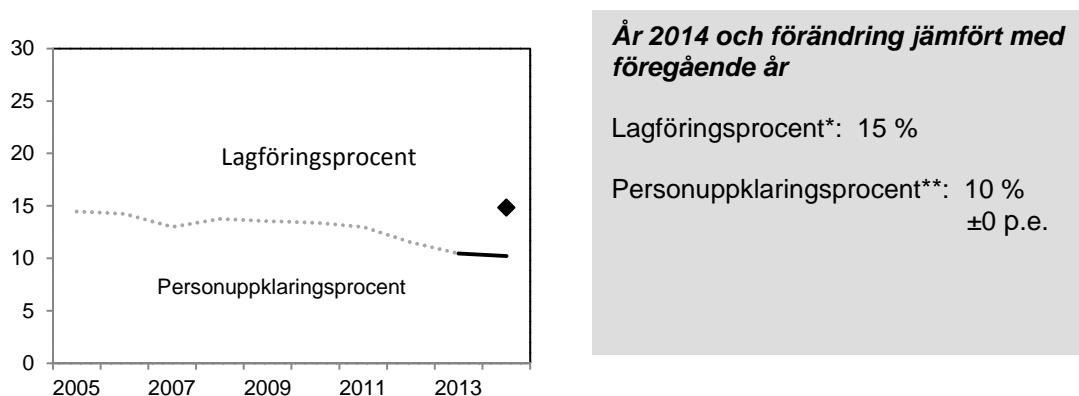 30
25
20
15
10
5
0
Lagföringsprocent
Personuppklaringsprocent
2005 2007 2009 2011 2013
År 2014 och förändring jämfört med
föregående år
Lagföringsprocent*: 15 %
Personuppklaringsprocent**: 10 %
±0 p.e.